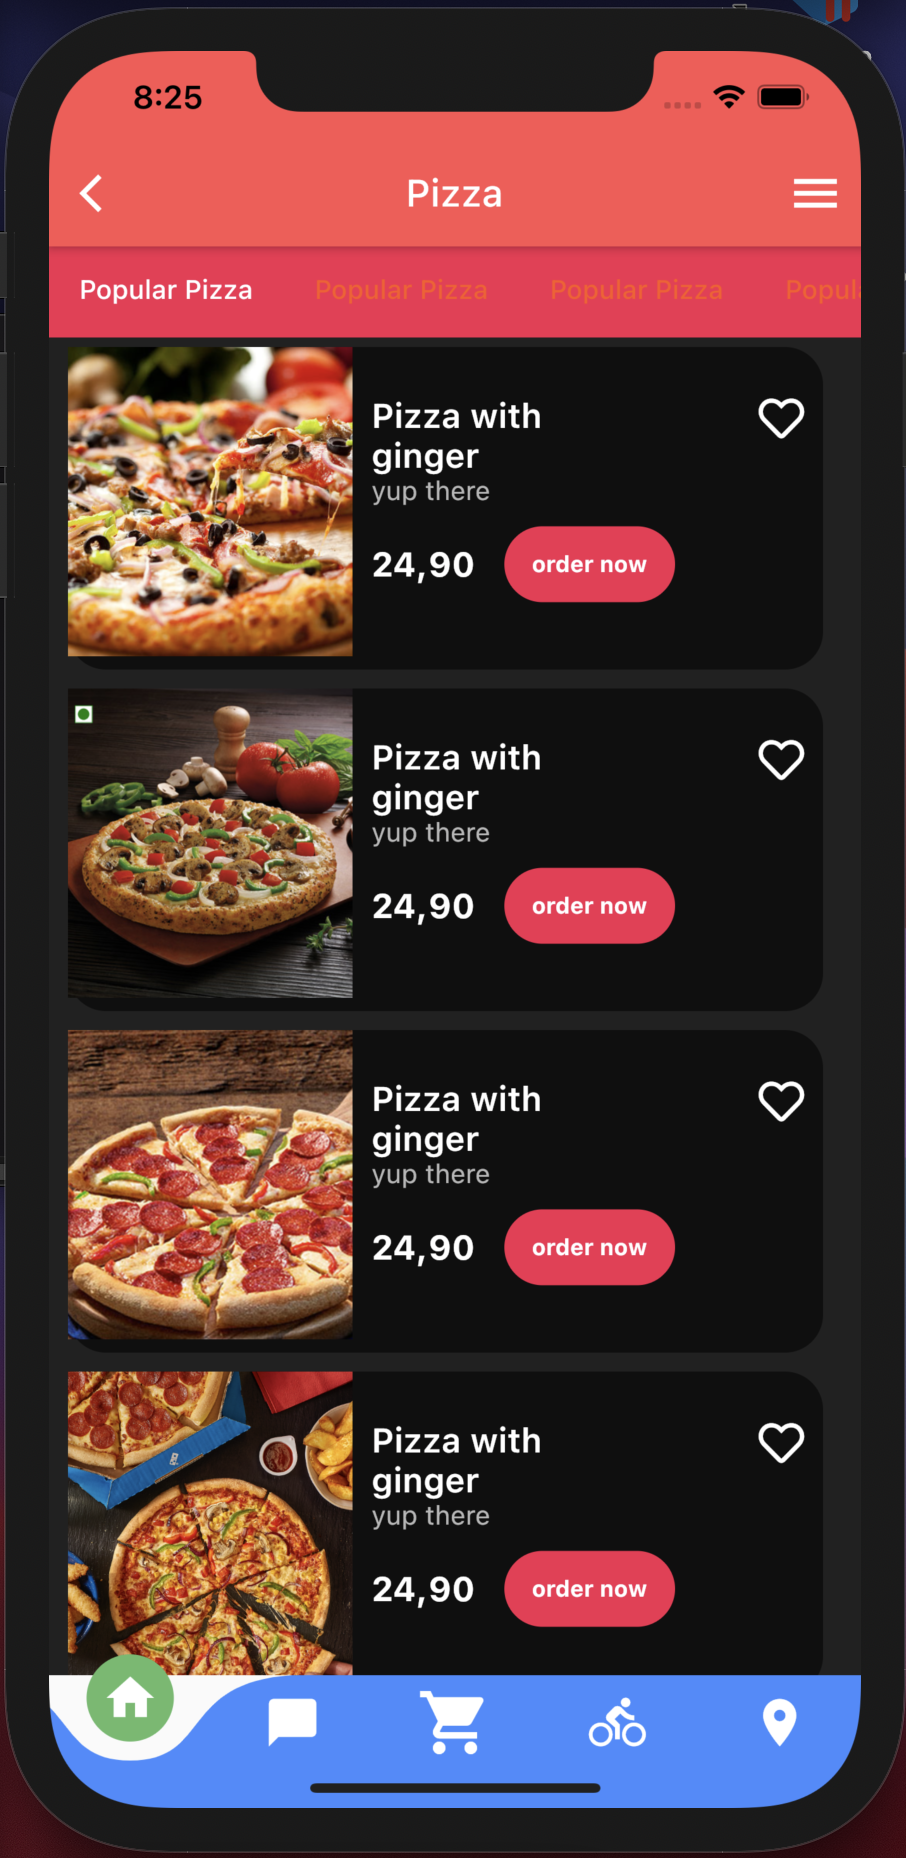 8:25
Pizza
Popular Pizza Popular Pizza Popular Pizza
Pizza with
ginger
yup there
24,90 order now
Pizza with
ginger
yup there
24,90 order now
Pizza with
ginger
yup there
24,90 order now
Pizza with
ginger
yup there
24,90 order now